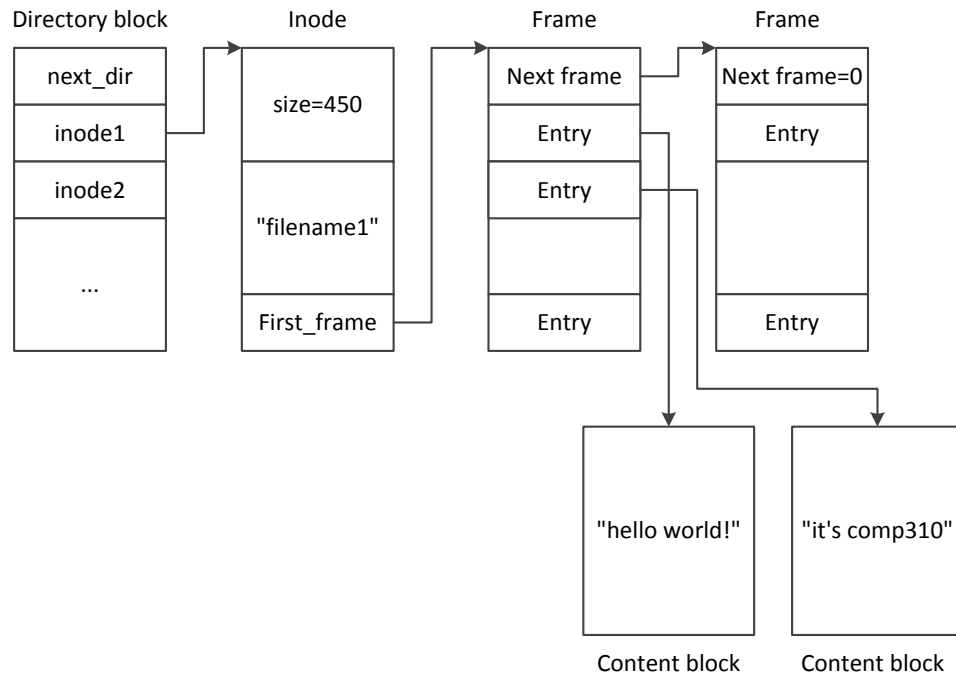 Directory block
Inode
Frame
Frame
next_dir
inode1
inode2
...
size=450
"filename1"
First_frame
Next frame
Entry
Entry
Entry
Next frame=0
Entry
Entry
"hello world!"
"it's comp310"
Content block
Content block